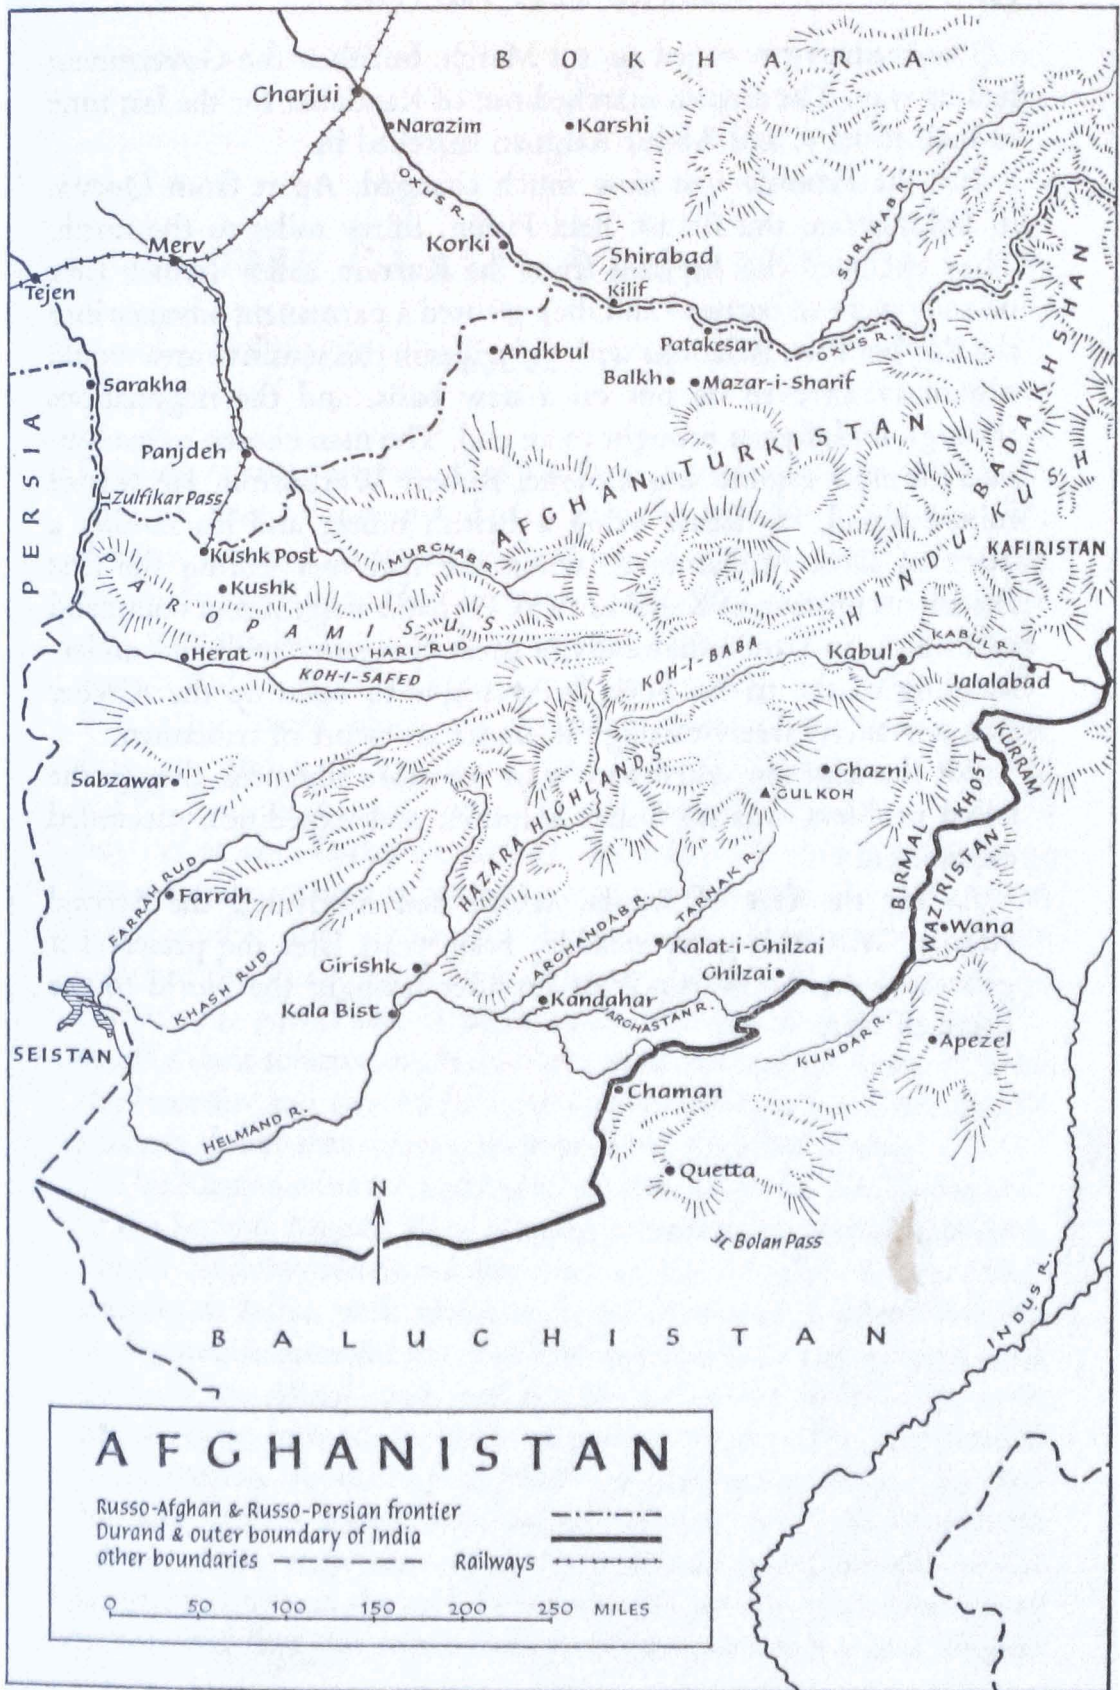 BOKHARA
Charjui
Narazim
Karshi
OXUS R.
SURKHAB R.
Merv
Korki
Shirabad
Kilif
Tejen
Patakesar
OXUS R.
BADAKHSHAN
Andkbul
Balkh
Mazar-i-Sharif
Sarakha
PERSIA
Panjdeh
AFGHAN TURKISTAN
Zulfikar Pass
HINDU KUSH
Kushk Post
MURGHAB R.
KAFIRISTAN
Kushk
PAROPAMISUS
HARI-RUD
Herat
KOH-I-SAFED
KOH-I-BABA
Kabul
KABUL R.
Jalalabad
Sabzawar
Ghazni
GULKOH
KURRAM
KHOST
HAZARA HIGHLANDS
BIRMAL
WAZIRISTAN
FARRAH RUD
Farrah
ARGHANDAB R.
TARNAK R.
Wana
KHASH RUD
Girishk
Kalat-i-Ghilzai
Ghilzai
Kala Bist
Kandahar
ARGHASTAN R.
KUNDAR R.
Apezel
SEISTAN
Chaman
HELMAND R.
Quetta
N
Bolan Pass
INDUS R.
BALUCHISTAN
AFGHANISTAN
Russo-Afghan & Russo-Persian frontier
Durand & outer boundary of India
other boundaries Railways
0 50 100 150 200 250 MILES